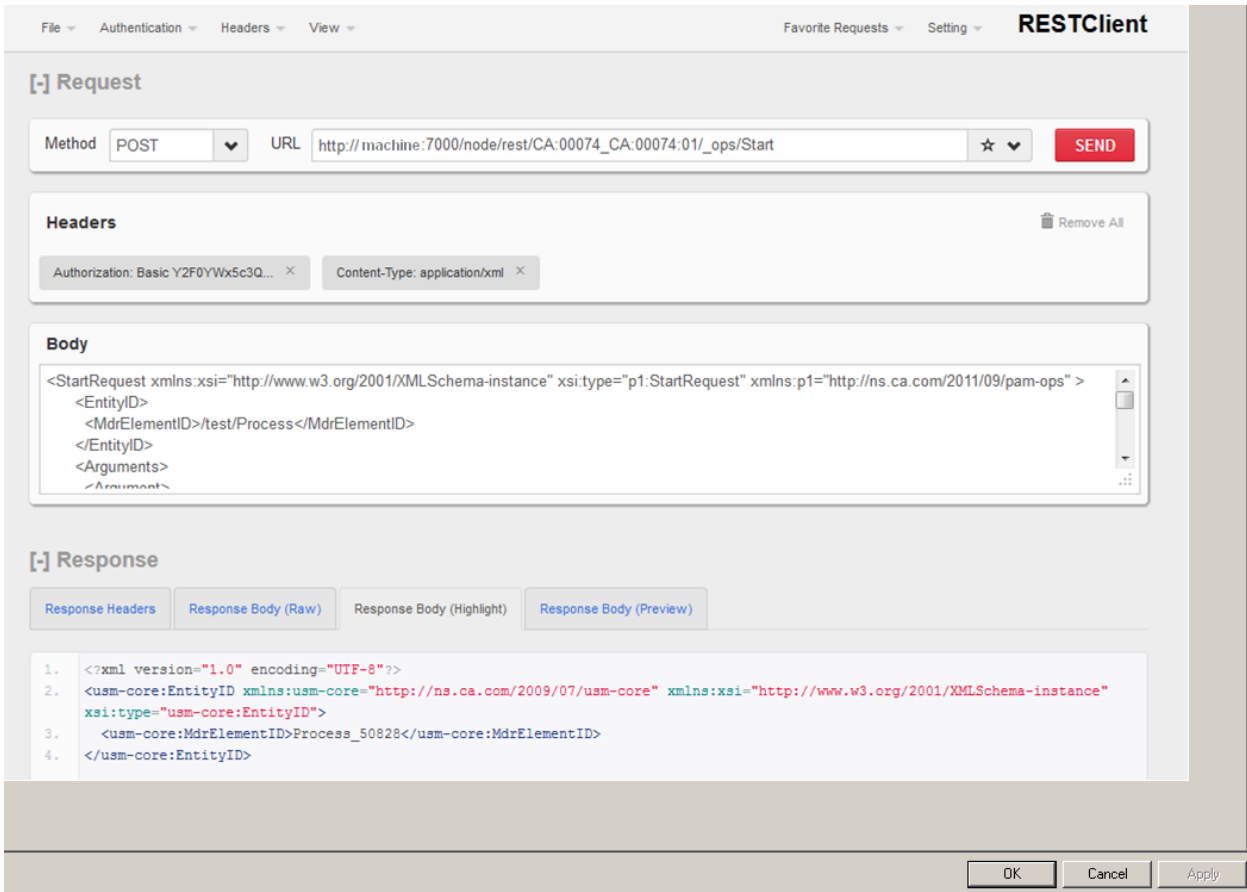 File Authentication Headers View Favorite Requests Setting RESTClient
[-] Request
Method POST URL http://machine:7000/node/rest/CA:00074_CA:00074:01/_ops/Start SEND
Headers Remove All
Authorization: Basic Y2F0YWx5c3Q... × Content-Type: application/xml ×
Body
<StartRequest xmlns:xsi="http://www.w3.org/2001/XMLSchema-instance" xsi:type="p1:StartRequest" xmlns:p1="http://ns.ca.com/2011/09/pam-ops" >
<EntityID>
<MdrElementID>/test/Process</MdrElementID>
</EntityID>
<Arguments>
<Argument>
[-] Response
Response Headers Response Body (Raw) Response Body (Highlight) Response Body (Preview)
1. <?xml version="1.0" encoding="UTF-8"?>
2. <usm-core:EntityID xmlns:usm-core="http://ns.ca.com/2009/07/usm-core" xmlns:xsi="http://www.w3.org/2001/XMLSchema-instance"
xsi:type="usm-core:EntityID">
3. <usm-core:MdrElementID>Process_50828</usm-core:MdrElementID>
4. </usm-core:EntityID>
OK Cancel Apply